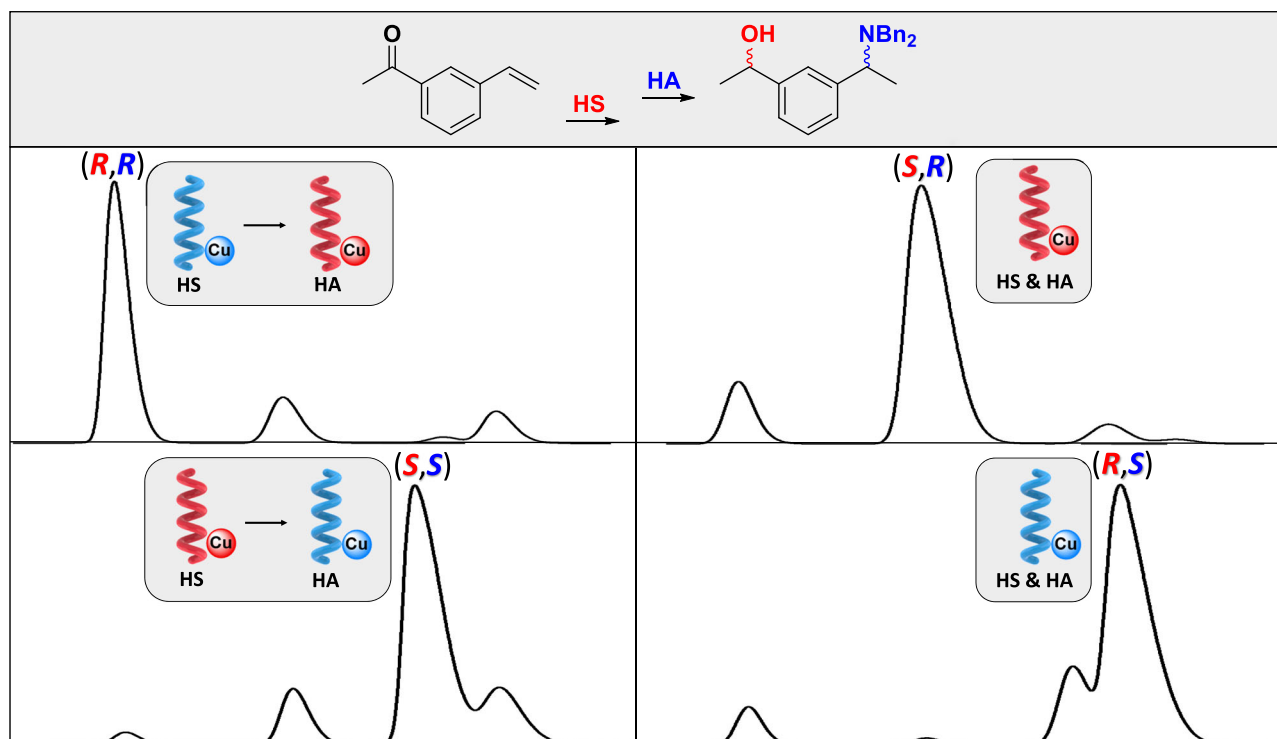 O
OH
NBn2
HS
HA
(R,R)
Cu
Cu
HS
HA
(S,R)
Cu
HS & HA
(S,S)
Cu
Cu
HS
HA
(R,S)
Cu
HS & HA